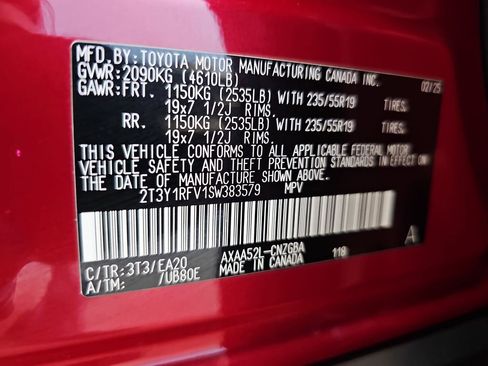 MFD.BY:TOYOTA MOTOR MANUFACTURING CANADA INC.
GVWR:2090KG (4610LB) 02/25
GAWR:FRT. 1150KG (2535LB) WITH 235/55R19 TIRES.
19x7 1/2J RIMS.
RR. 1150KG (2535LB) WITH 235/55R19 TIRES.
19x7 1/2J RIMS.
THIS VEHICLE CONFORMS TO ALL APPLICABLE FEDERAL MOTOR
VEHICLE SAFETY AND THEFT PREVENTION STANDARDS IN EFFECT ON
THE DATE OF MANUFACTURE SHOWN ABOVE.
2T3Y1RFV1SW383579 MPV
C/TR:3T3/EA20 AXAA52L-CNZGBA 118 A
A/TM: /UB80E MADE IN CANADA